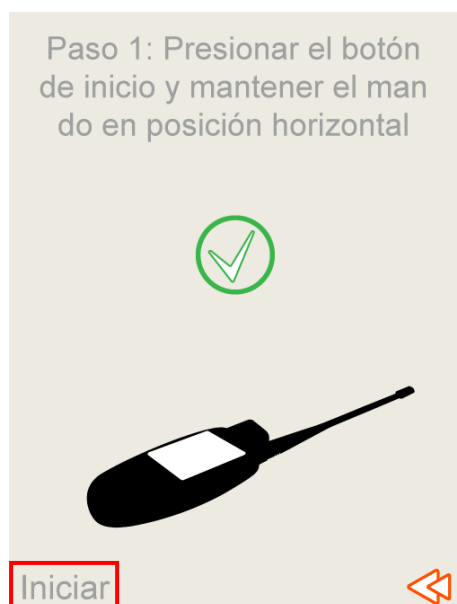 Paso 1: Presionar el botón
de inicio y mantener el man
do en posición horizontal
Iniciar